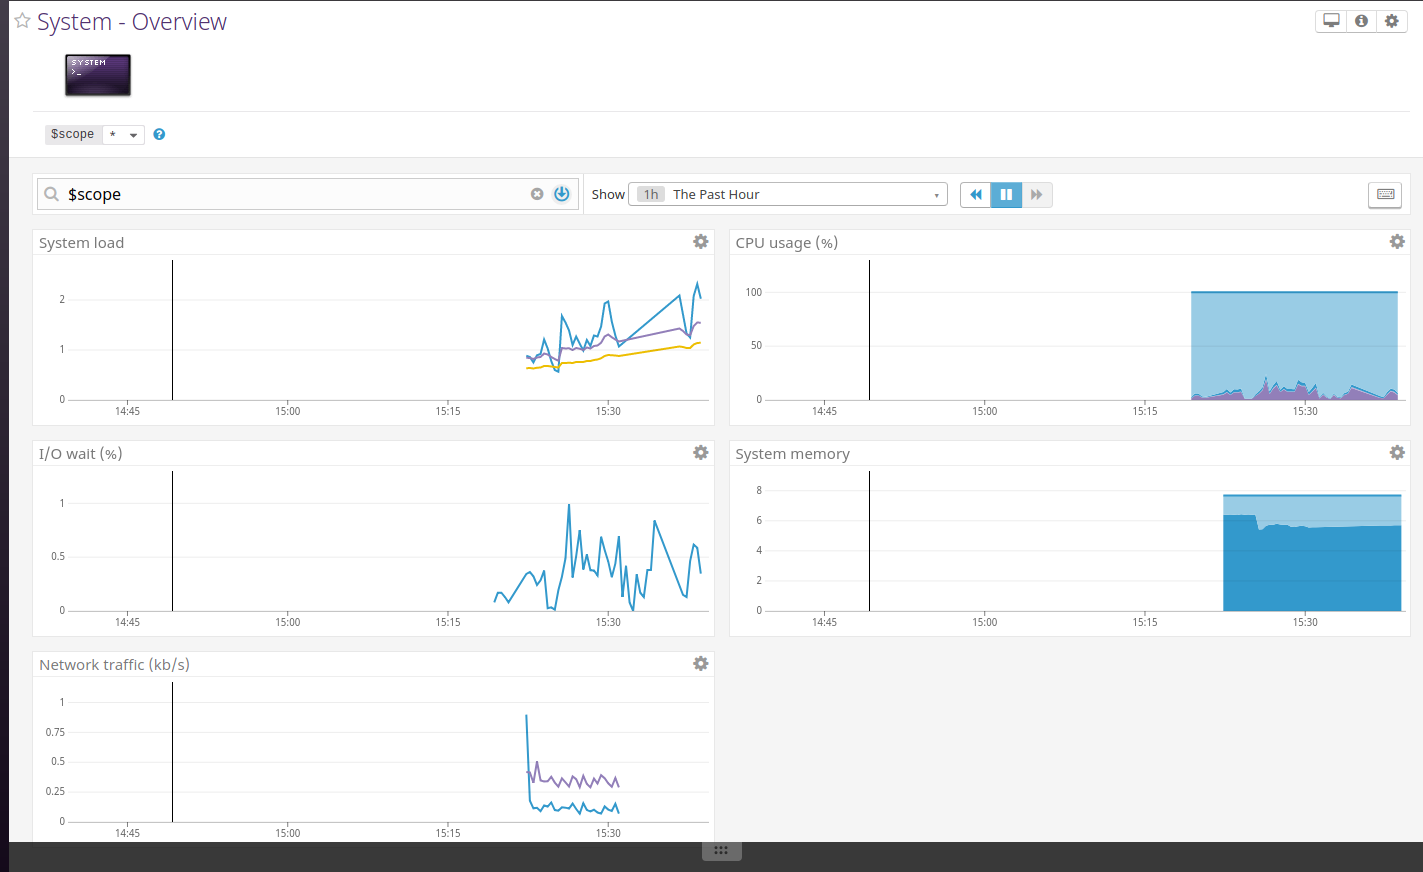 System - Overview
SYSTEM
>_
$scope * 
$scope
Show 1h The Past Hour
System load
2
1
0
14:45 15:00 15:15 15:30
CPU usage (%)
100
50
0
14:45 15:00 15:15 15:30
I/O wait (%)
1
0.5
0
14:45 15:00 15:15 15:30
System memory
8
6
4
2
0
14:45 15:00 15:15 15:30
Network traffic (kb/s)
1
0.75
0.5
0.25
0
14:45 15:00 15:15 15:30